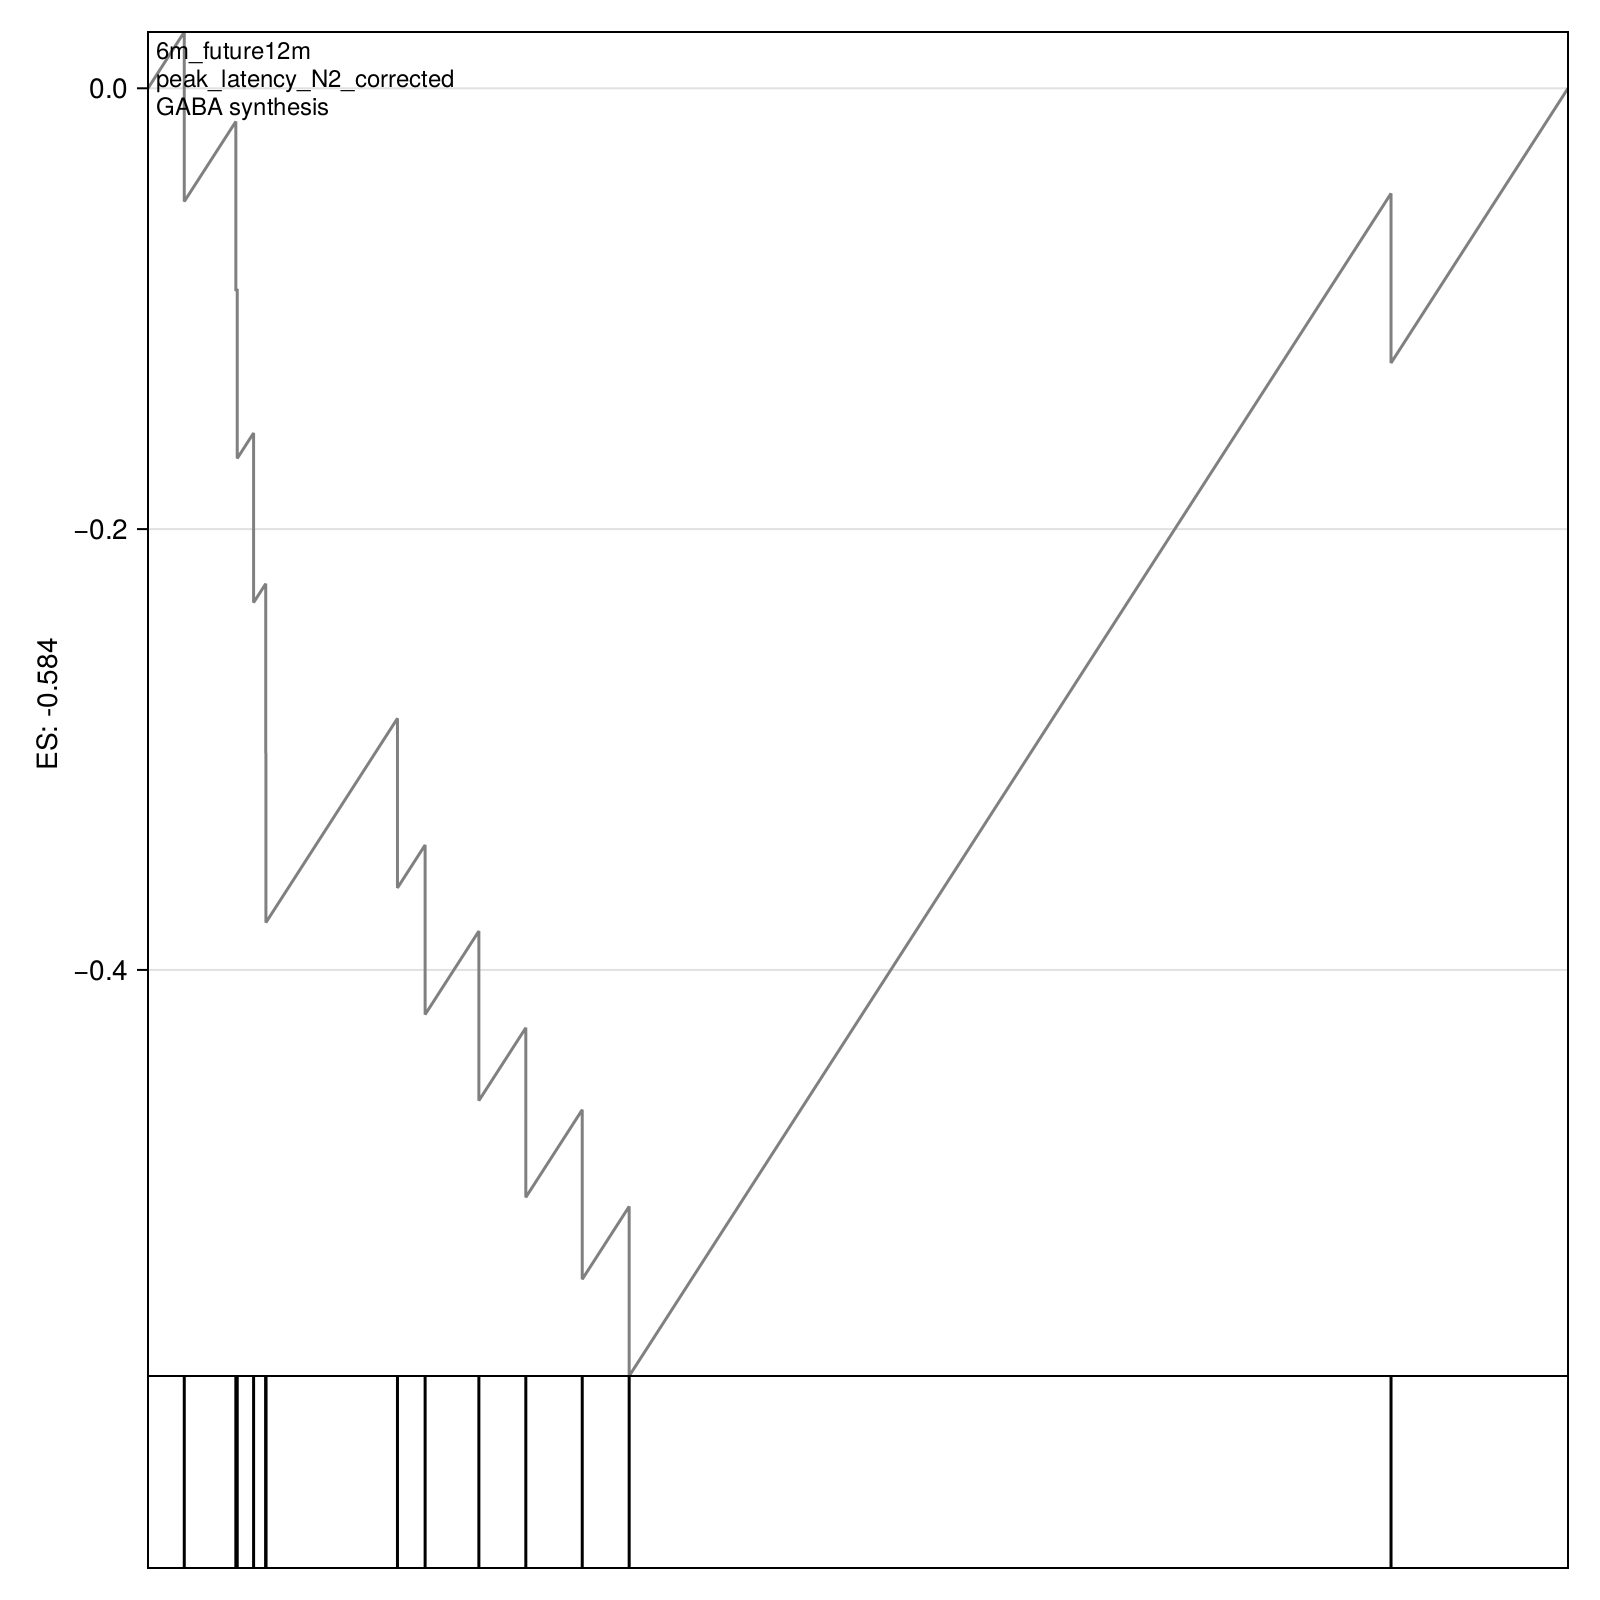 6m_future12m
peak_latency_N2_corrected
GABA synthesis
0.0
−0.2
−0.4
ES: -0.584